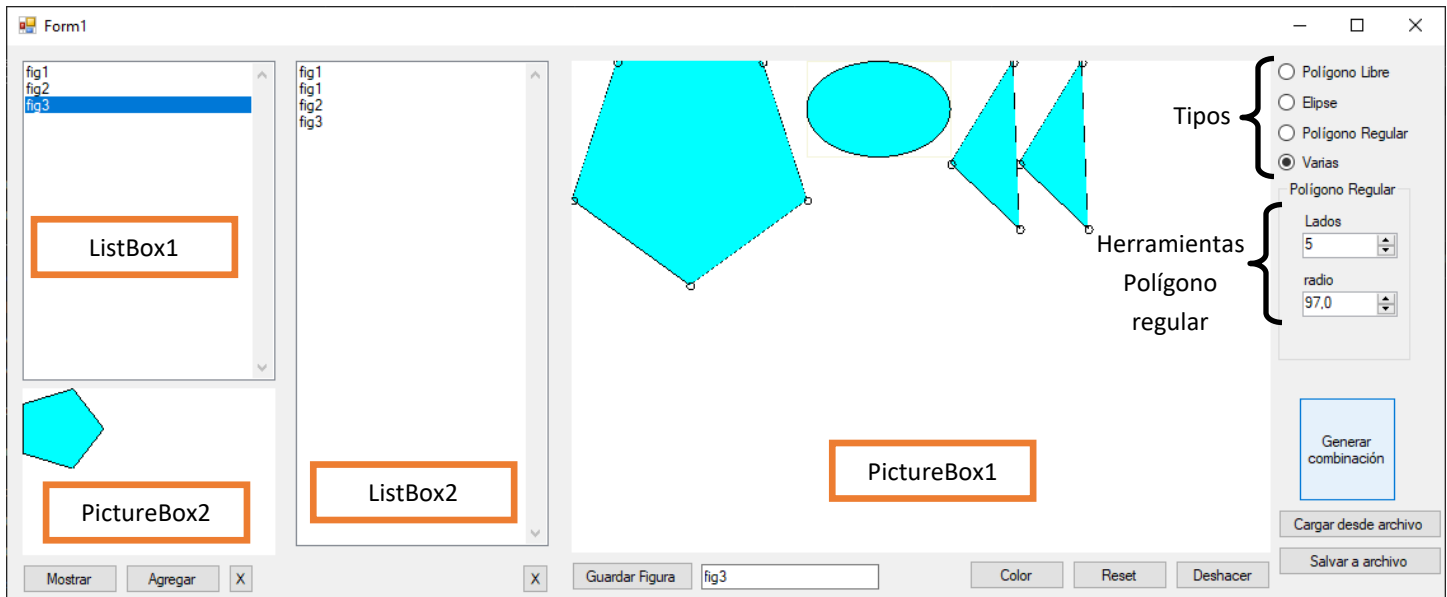 Form1
fig1
fig2
fig3
ListBox1
PictureBox2
Mostrar
Agregar
X
fig1
fig1
fig2
fig3
ListBox2
X
PictureBox1
Guardar Figura
fig3
Color
Reset
Deshacer
Tipos
Polígono Libre
Elipse
Polígono Regular
Varias
Herramientas
Polígono
regular
Polígono Regular
Lados
5
radio
97,0
Generar
combinación
Cargar desde archivo
Salvar a archivo